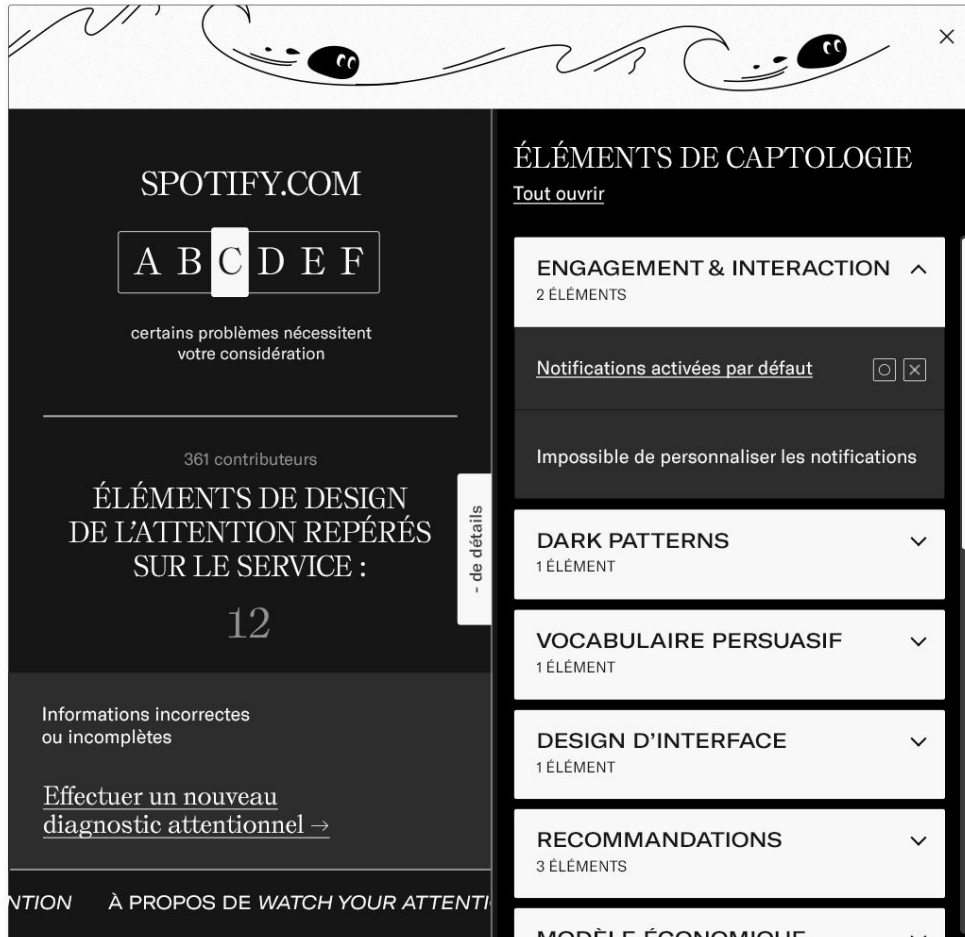 SPOTIFY.COM
A B C D E F
certains problèmes nécessitent
votre considération
361 contributeurs
ÉLÉMENTS DE DESIGN
DE L’ATTENTION REPÉRÉS
SUR LE SERVICE :
12
- de détails
Informations incorrectes
ou incomplètes
Effectuer un nouveau
diagnostic attentionnel →
NTION À PROPOS DE WATCH YOUR ATTENTI
ÉLÉMENTS DE CAPTOLOGIE
Tout ouvrir
ENGAGEMENT & INTERACTION
2 ÉLÉMENTS
Notifications activées par défaut
Impossible de personnaliser les notifications
DARK PATTERNS
1 ÉLÉMENT
VOCABULAIRE PERSUASIF
1 ÉLÉMENT
DESIGN D’INTERFACE
1 ÉLÉMENT
RECOMMANDATIONS
3 ÉLÉMENTS
MODÈLE ÉCONOMIQUE